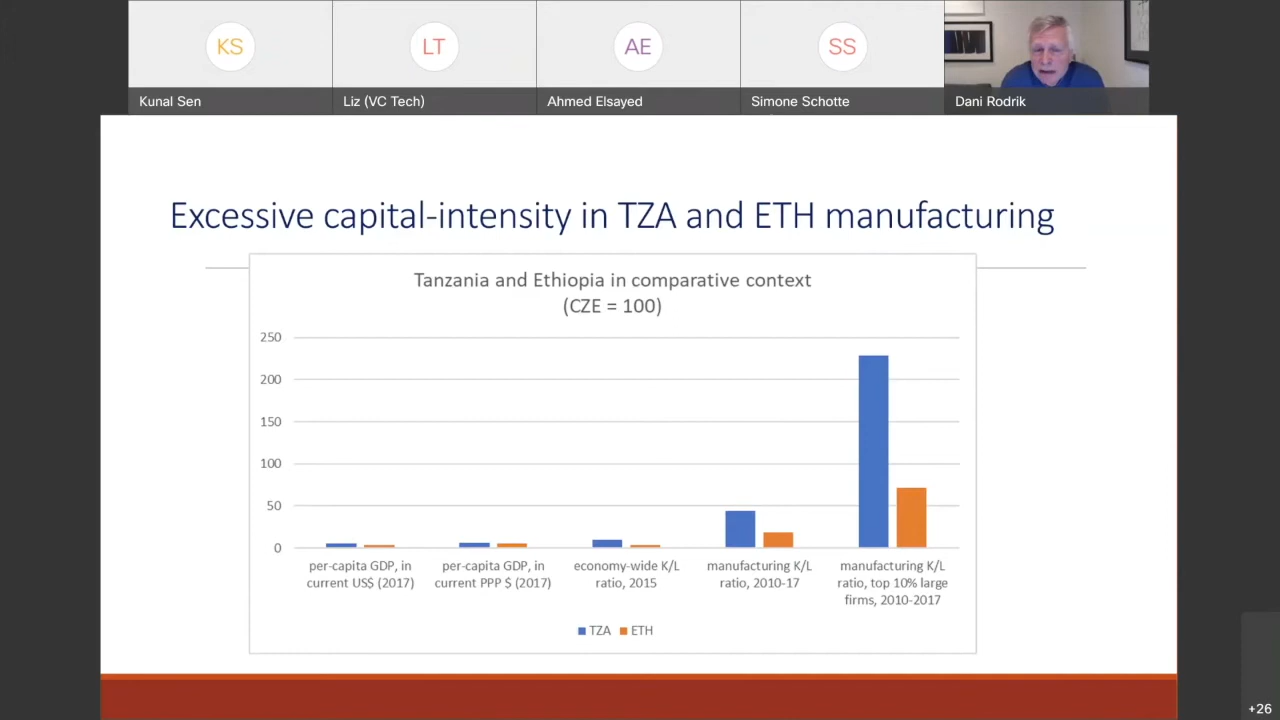 KS
LT
AE
SS
Kunal Sen
Liz (VC Tech)
Ahmed Elsayed
Simone Schotte
Dani Rodrik
Excessive capital-intensity in TZA and ETH manufacturing
Tanzania and Ethiopia in comparative context
(CZE = 100)
250
200
150
100
50
0
per-capita GDP, in
current US$ (2017)
per-capita GDP, in
current PPP $ (2017)
economy-wide K/L
ratio, 2015
manufacturing K/L
ratio, 2010-17
manufacturing K/L
ratio, top 10% large
firms, 2010-2017
TZA
ETH
+26